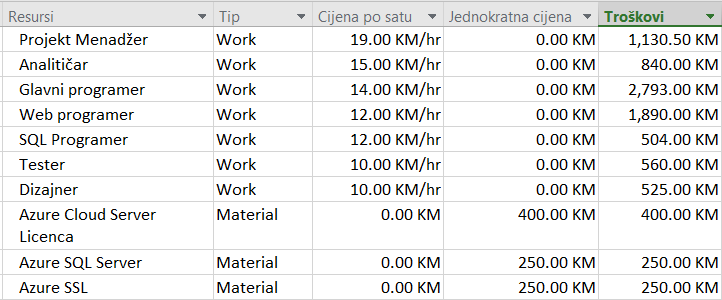 Resursi Tip Cijena po satu Jednokratna cijena Troškovi
Projekt Menadžer Work 19.00 KM/hr 0.00 KM 1,130.50 KM
Analitičar Work 15.00 KM/hr 0.00 KM 840.00 KM
Glavni programer Work 14.00 KM/hr 0.00 KM 2,793.00 KM
Web programer Work 12.00 KM/hr 0.00 KM 1,890.00 KM
SQL Programer Work 12.00 KM/hr 0.00 KM 504.00 KM
Tester Work 10.00 KM/hr 0.00 KM 560.00 KM
Dizajner Work 10.00 KM/hr 0.00 KM 525.00 KM
Azure Cloud Server Material 0.00 KM 400.00 KM 400.00 KM
Licenca
Azure SQL Server Material 0.00 KM 250.00 KM 250.00 KM
Azure SSL Material 0.00 KM 250.00 KM 250.00 KM